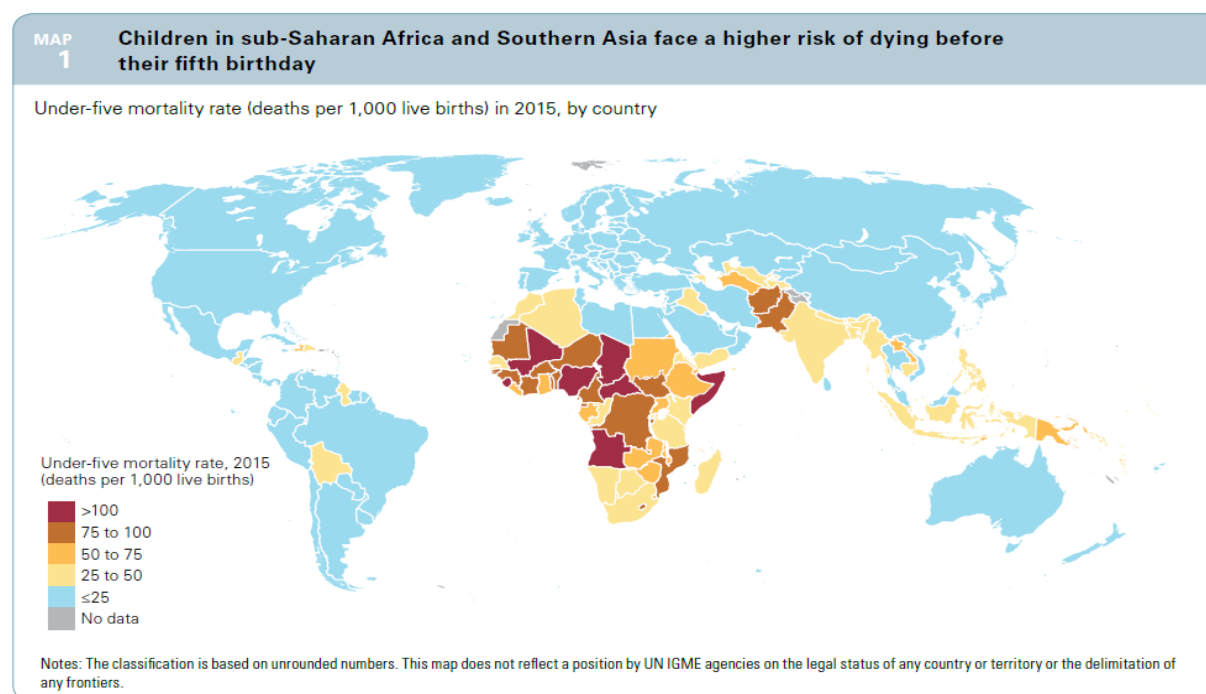 MAP
1
Children in sub-Saharan Africa and Southern Asia face a higher risk of dying before
their fifth birthday
Under-five mortality rate (deaths per 1,000 live births) in 2015, by country
Under-five mortality rate, 2015
(deaths per 1,000 live births)
>100
75 to 100
50 to 75
25 to 50
≤25
No data
Notes: The classification is based on unrounded numbers. This map does not reflect a position by UN IGME agencies on the legal status of any country or territory or the delimitation of
any frontiers.